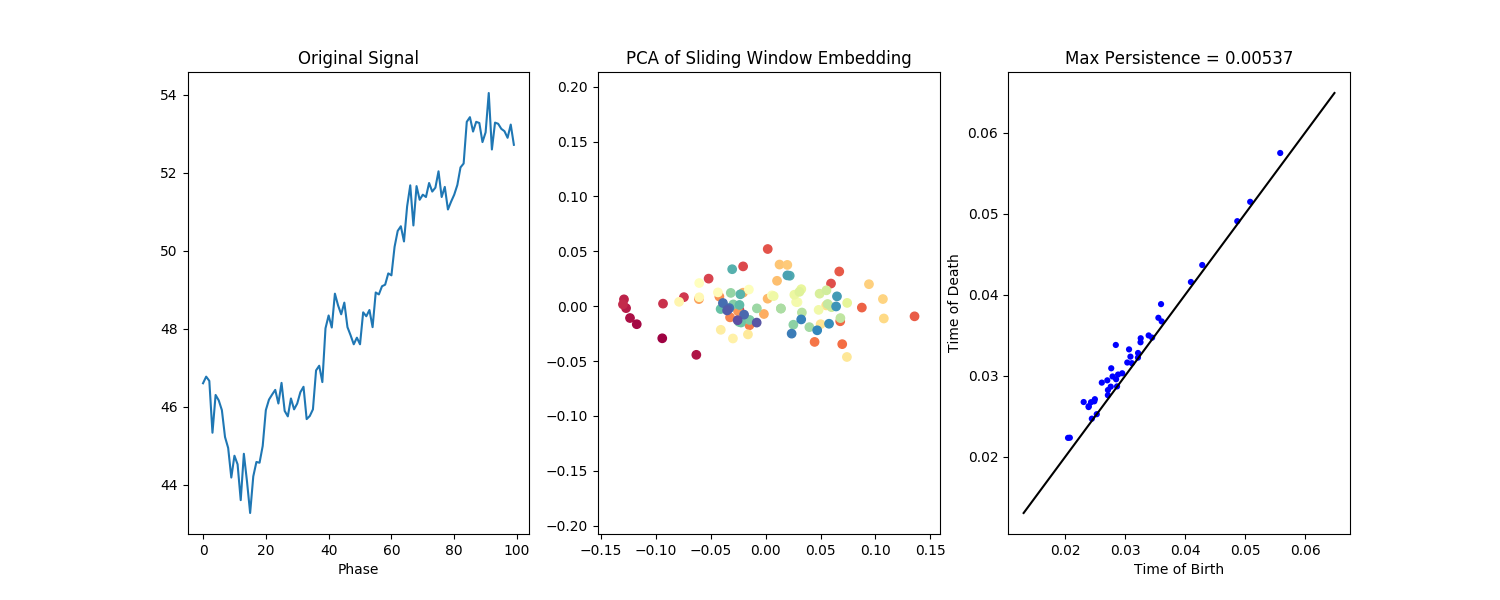 Original Signal
54
52
50
48
46
44
0 20 40 60 80 100
Phase
PCA of Sliding Window Embedding
0.20
0.15
0.10
0.05
0.00
−0.05
−0.10
−0.15
−0.20
−0.15 −0.10 −0.05 0.00 0.05 0.10 0.15
Max Persistence = 0.00537
Time of Death
0.06
0.05
0.04
0.03
0.02
0.02 0.03 0.04 0.05 0.06
Time of Birth